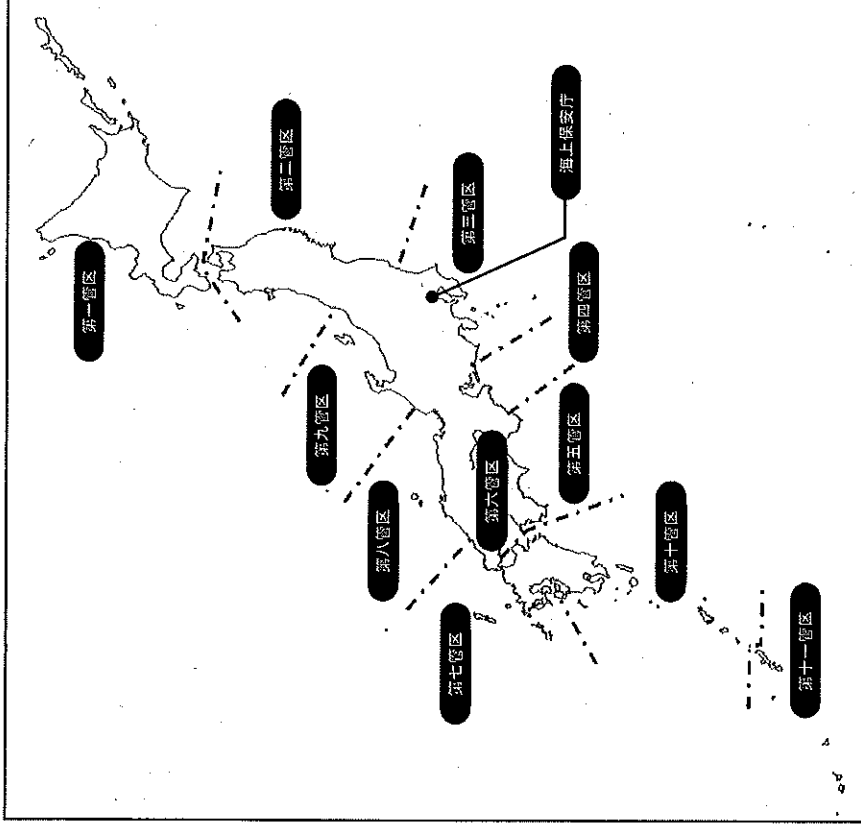 第一管区
第二管区
第三管区
海上保安庁
第四管区
第五管区
第六管区
第七管区
第八管区
第九管区
第十管区
第十一管区